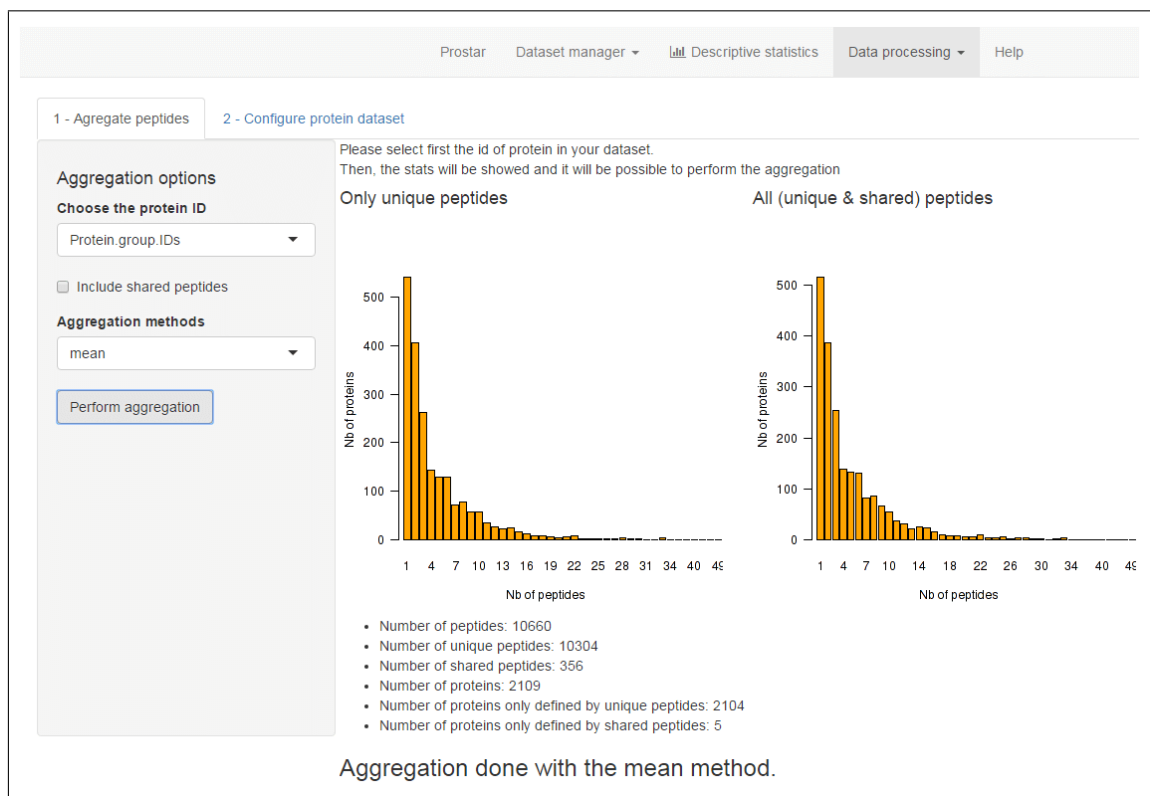 Prostar Dataset manager Descriptive statistics Data processing Help
1 - Agregate peptides 2 - Configure protein dataset
Aggregation options
Choose the protein ID
Protein.group.IDs
Include shared peptides
Aggregation methods
mean
Perform aggregation
Please select first the id of protein in your dataset.
Then, the stats will be showed and it will be possible to perform the aggregation
Only unique peptides
Nb of proteins
500
400
300
200
100
0
1 4 7 10 13 16 19 22 25 28 31 34 40 49
Nb of peptides
All (unique & shared) peptides
Nb of proteins
500
400
300
200
100
0
1 4 7 10 14 18 22 26 30 34 40 49
Nb of peptides
• Number of peptides: 10660
• Number of unique peptides: 10304
• Number of shared peptides: 356
• Number of proteins: 2109
• Number of proteins only defined by unique peptides: 2104
• Number of proteins only defined by shared peptides: 5
Aggregation done with the mean method.